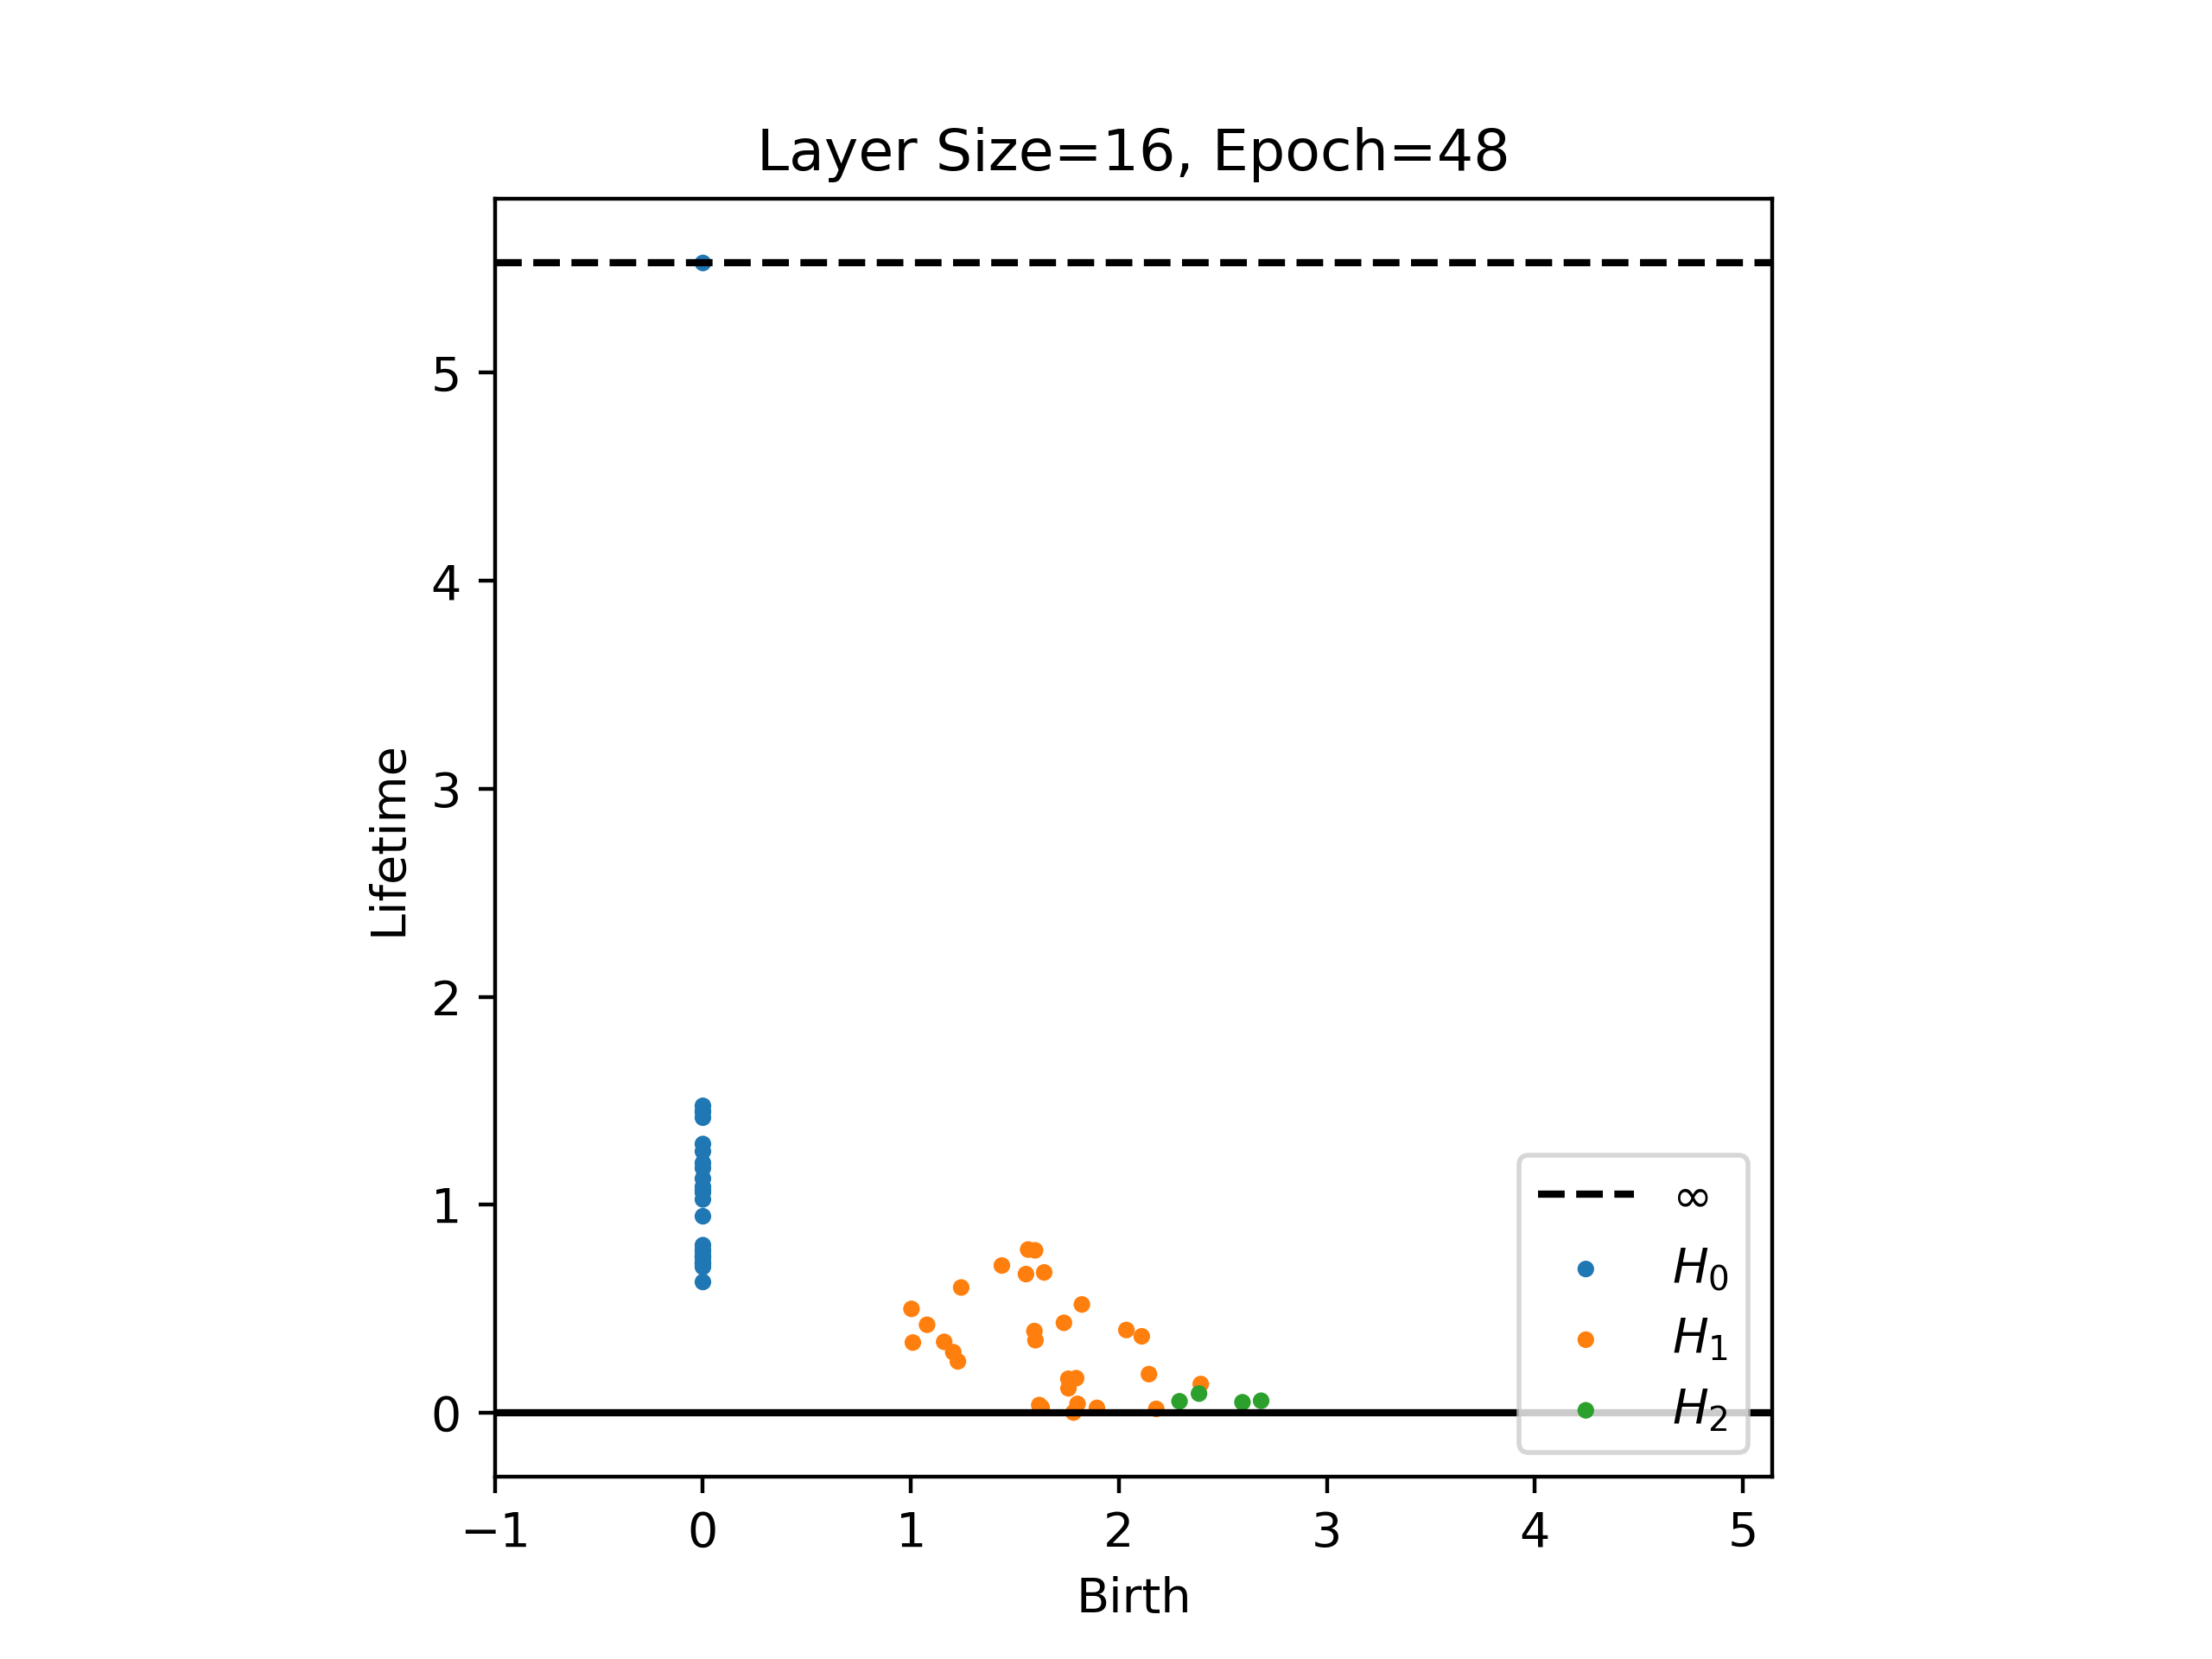 Layer Size=16, Epoch=48
Lifetime
5
4
3
2
1
0
−1 0 1 2 3 4 5
Birth
∞
H₀
H₁
H₂